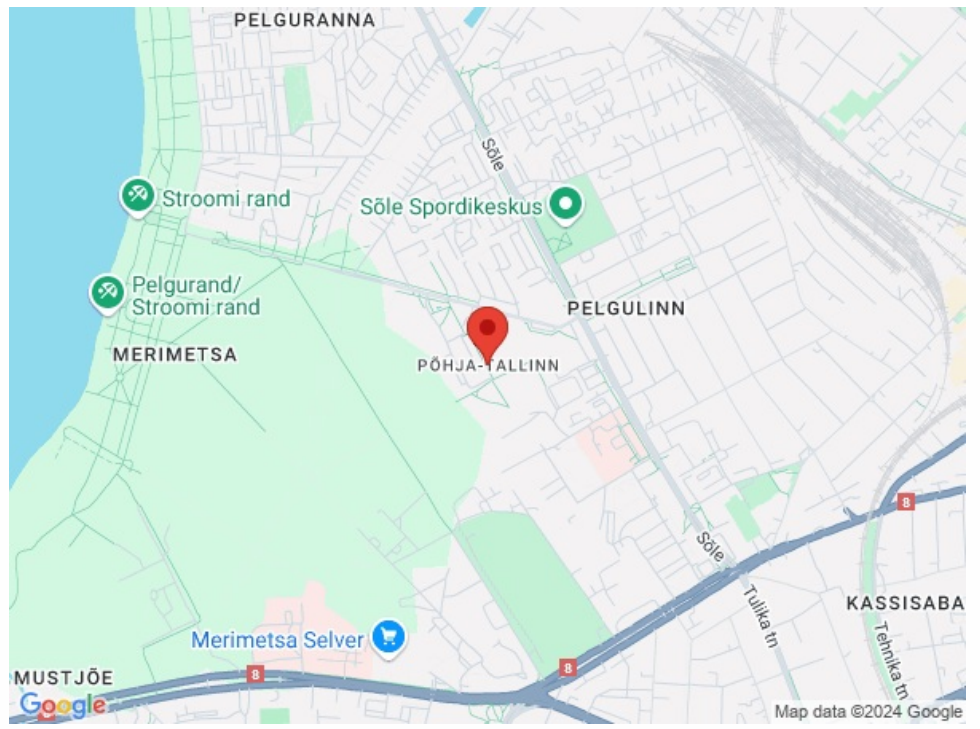 PELGURANNA
Sõle
Stroomi rand
Sõle Spordikeskus
Pelgurand/
Stroomi rand
PELGULINN
MERIMETSA
PÕHJA-TALLINN
8
Sõle
Tulika tn
KASSISABA
Merimetsa Selver
Tehnika tn
8
8
MUSTJÕE
Google
Map data ©2024 Google